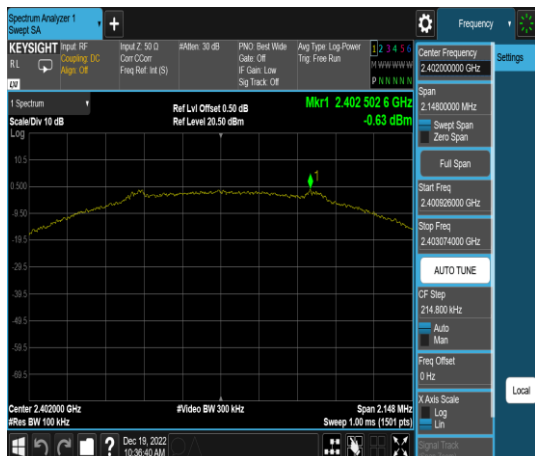 Spectrum Analyzer 1
Swept SA
Frequency
KEYSIGHT
RL
LXI
Input: RF
Coupling: DC
Align: Off
Input Z: 50 Ω
Corr CCorr
Freq Ref: Int (S)
#Atten: 30 dB
PNO: Best Wide
Gate: Off
IF Gain: Low
Sig Track: Off
Avg Type: Log-Power
Trig: Free Run
1 2 3 4 5 6
M W W W W W
P N N N N N
1 Spectrum
Scale/Div 10 dB
Log
Ref Lvl Offset 0.50 dB
Ref Level 20.50 dBm
Mkr1 2.402 502 6 GHz
-0.63 dBm
10.5
0.500
-9.50
-19.5
-29.5
-39.5
-49.5
-59.5
-69.5
1
Center 2.402000 GHz
#Res BW 100 kHz
#Video BW 300 kHz
Span 2.148 MHz
Sweep 1.00 ms (1501 pts)
Center Frequency
2.402000000 GHz
Span
2.14800000 MHz
Swept Span
Zero Span
Full Span
Start Freq
2.400926000 GHz
Stop Freq
2.403074000 GHz
AUTO TUNE
CF Step
214.800 kHz
Auto
Man
Freq Offset
0 Hz
X Axis Scale
Log
Lin
Signal Track
Settings
Local
?
Dec 19, 2022
10:36:40 AM